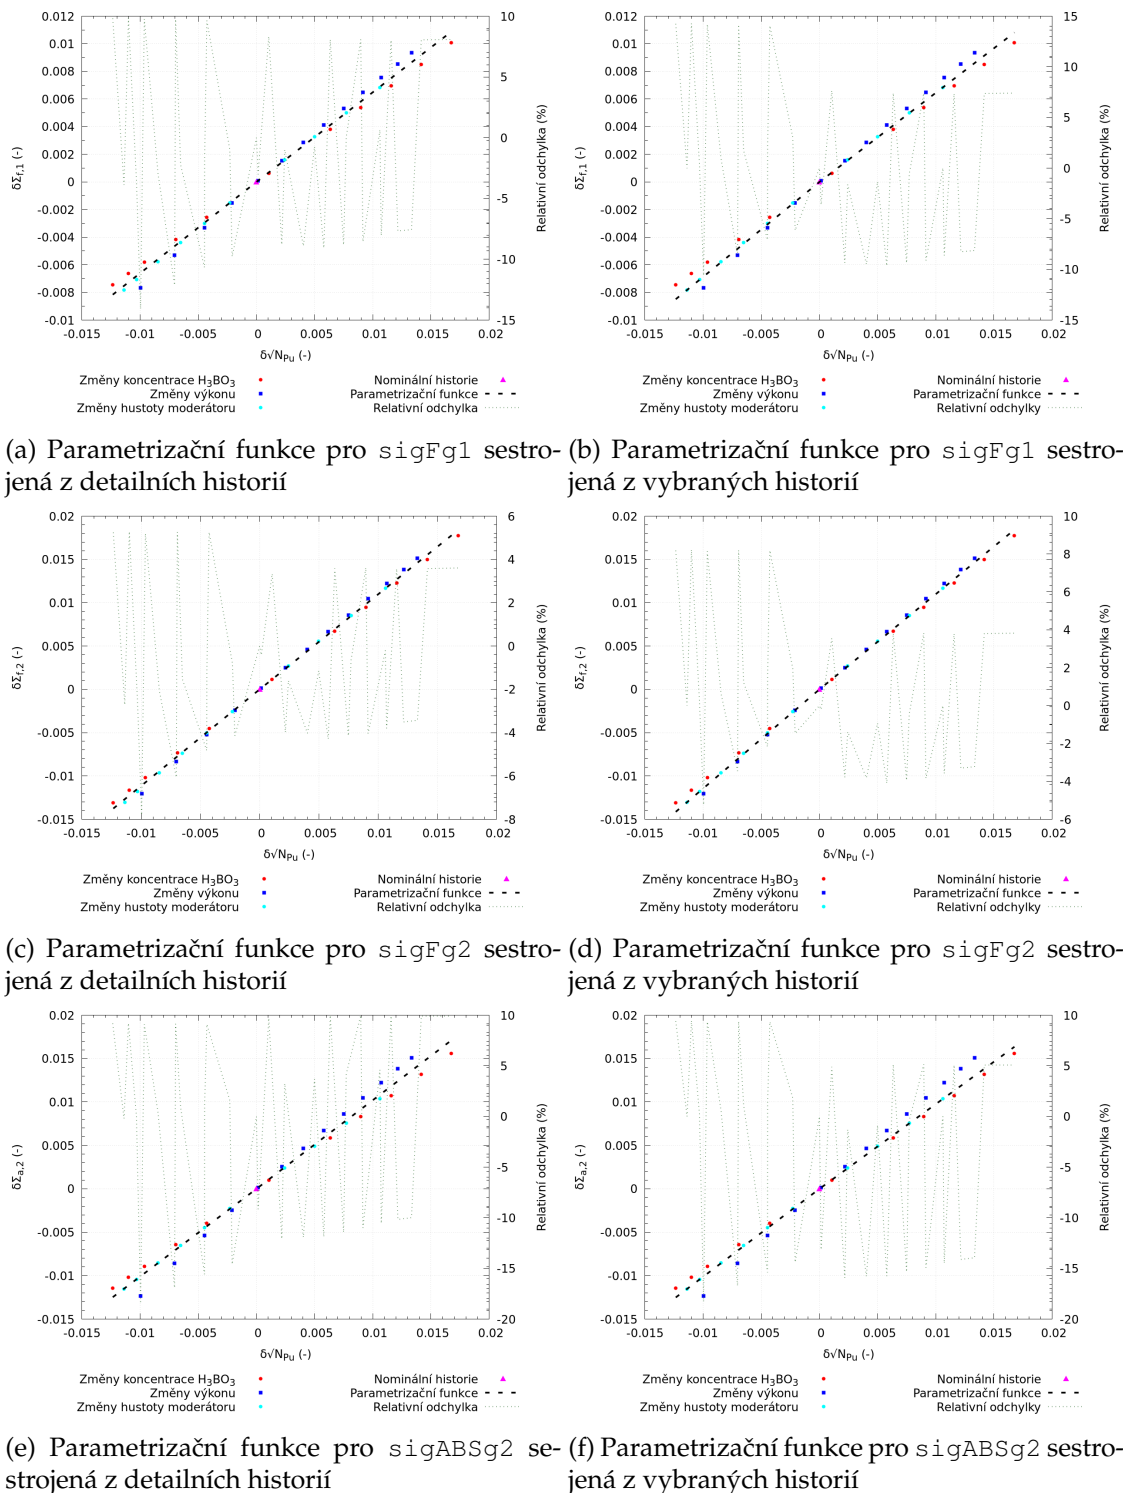 0.012
0.01
0.008
0.006
0.004
0.002
0
-0.002
-0.004
-0.006
-0.008
-0.01
δΣf,1 (-)
10
5
0
-5
-10
-15
Relativní odchylka (%)
-0.015 -0.01 -0.005 0 0.005 0.01 0.015 0.02
δ√NPu (-)
Změny koncentrace H₃BO₃
Změny výkonu
Změny hustoty moderátoru
Nominální historie
Parametrizační funkce
Relativní odchylky
0.012
0.01
0.008
0.006
0.004
0.002
0
-0.002
-0.004
-0.006
-0.008
-0.01
δΣf,1 (-)
15
10
5
0
-5
-10
-15
Relativní odchylka (%)
-0.015 -0.01 -0.005 0 0.005 0.01 0.015 0.02
δ√NPu (-)
Změny koncentrace H₃BO₃
Změny výkonu
Změny hustoty moderátoru
Nominální historie
Parametrizační funkce
Relativní odchylky
(a) Parametrizační funkce pro sigFg1 sestro-
jená z detailních historií
(b) Parametrizační funkce pro sigFg1 sestro-
jená z vybraných historií
0.02
0.015
0.01
0.005
0
-0.005
-0.01
-0.015
δΣf,2 (-)
6
4
2
0
-2
-4
-6
-8
Relativní odchylka (%)
-0.015 -0.01 -0.005 0 0.005 0.01 0.015 0.02
δ√NPu (-)
Změny koncentrace H₃BO₃
Změny výkonu
Změny hustoty moderátoru
Nominální historie
Parametrizační funkce
Relativní odchylka
0.02
0.015
0.01
0.005
0
-0.005
-0.01
-0.015
δΣf,2 (-)
10
8
6
4
2
0
-2
-4
-6
Relativní odchylka (%)
-0.015 -0.01 -0.005 0 0.005 0.01 0.015 0.02
δ√NPu (-)
Změny koncentrace H₃BO₃
Změny výkonu
Změny hustoty moderátoru
Nominální historie
Parametrizační funkce
Relativní odchylky
(c) Parametrizační funkce pro sigFg2 sestro-
jená z detailních historií
(d) Parametrizační funkce pro sigFg2 sestro-
jená z vybraných historií
0.02
0.015
0.01
0.005
0
-0.005
-0.01
-0.015
δΣa,2 (-)
10
5
0
-5
-10
-15
-20
Relativní odchylka (%)
-0.015 -0.01 -0.005 0 0.005 0.01 0.015 0.02
δ√NPu (-)
Změny koncentrace H₃BO₃
Změny výkonu
Změny hustoty moderátoru
Nominální historie
Parametrizační funkce
Relativní odchylka
0.02
0.015
0.01
0.005
0
-0.005
-0.01
-0.015
δΣa,2 (-)
10
5
0
-5
-10
-15
-20
Relativní odchylka (%)
-0.015 -0.01 -0.005 0 0.005 0.01 0.015 0.02
δ√NPu (-)
Změny koncentrace H₃BO₃
Změny výkonu
Změny hustoty moderátoru
Nominální historie
Parametrizační funkce
Relativní odchylka
(e) Parametrizační funkce pro sigABSg2 se-
strojená z detailních historií
(f) Parametrizační funkce pro sigABSg2 sestro-
jená z vybraných historií